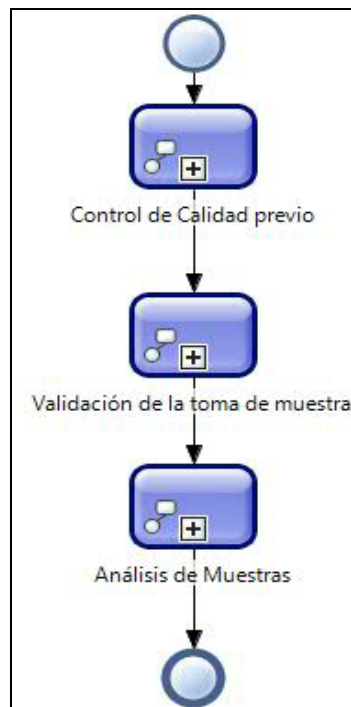 Control de Calidad previo
Validación de la toma de muestra
Análisis de Muestras